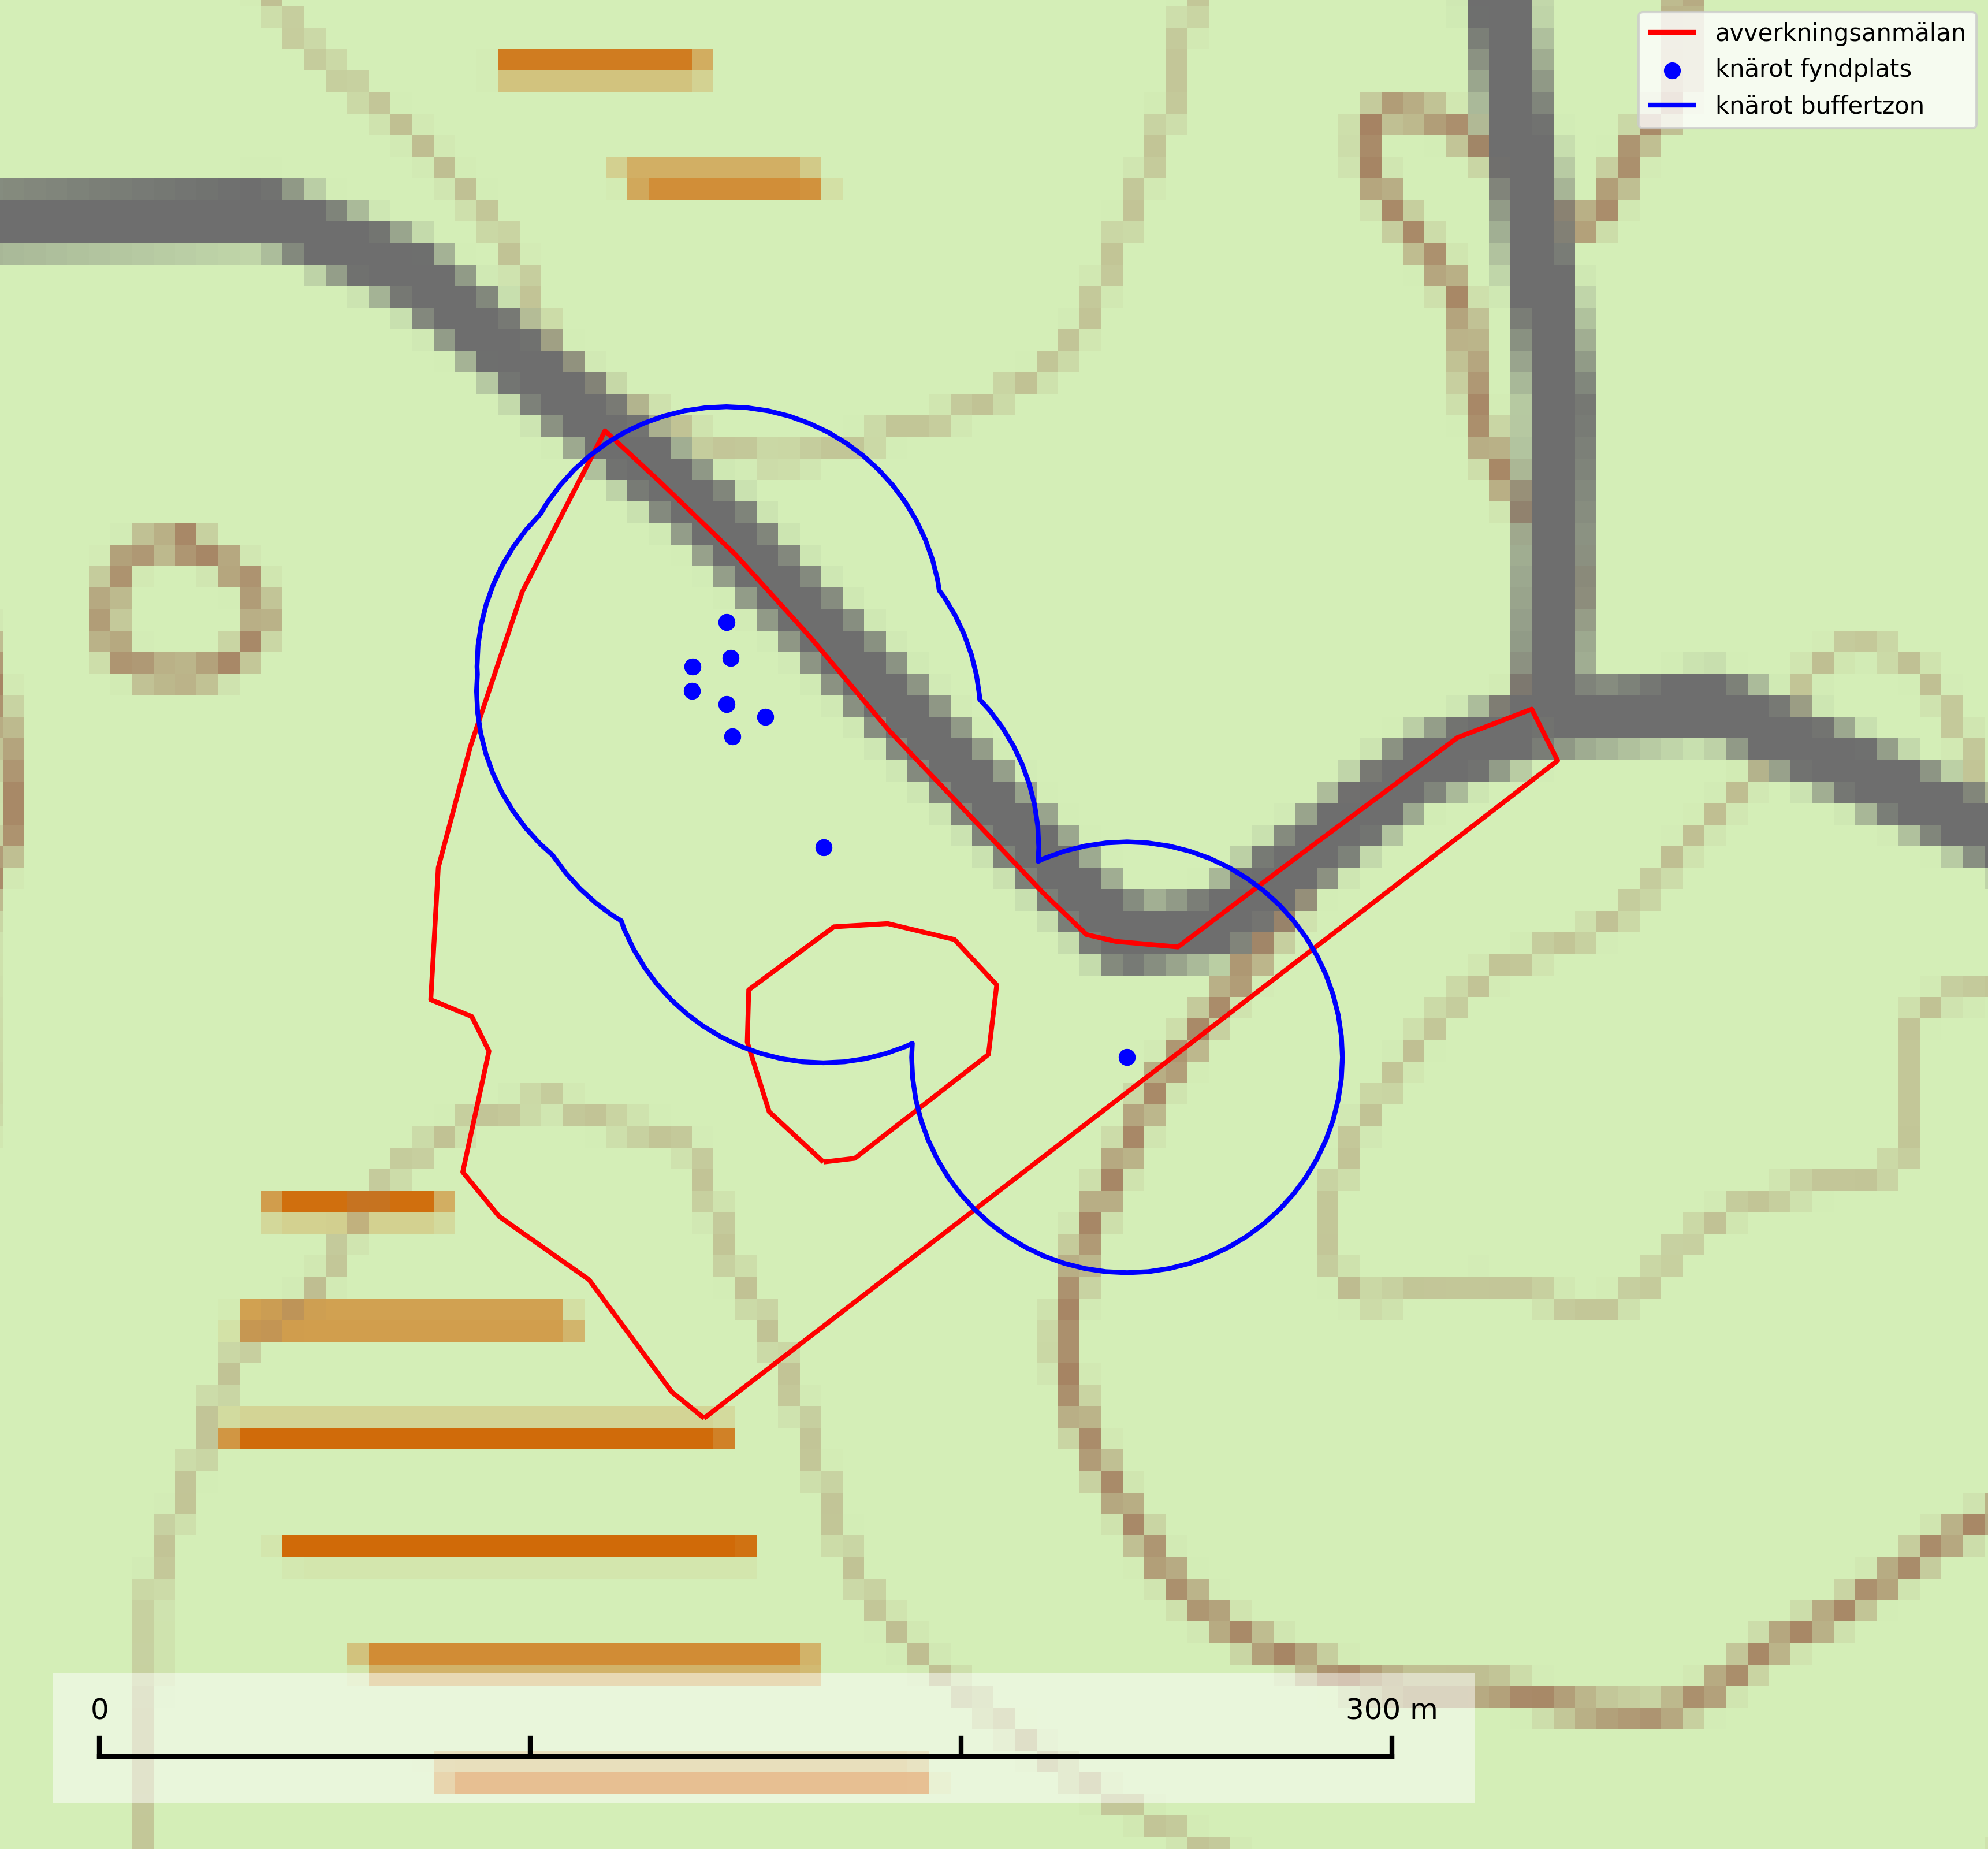 avverkningsanmälan
knärot fyndplats
knärot buffertzon
0
300 m